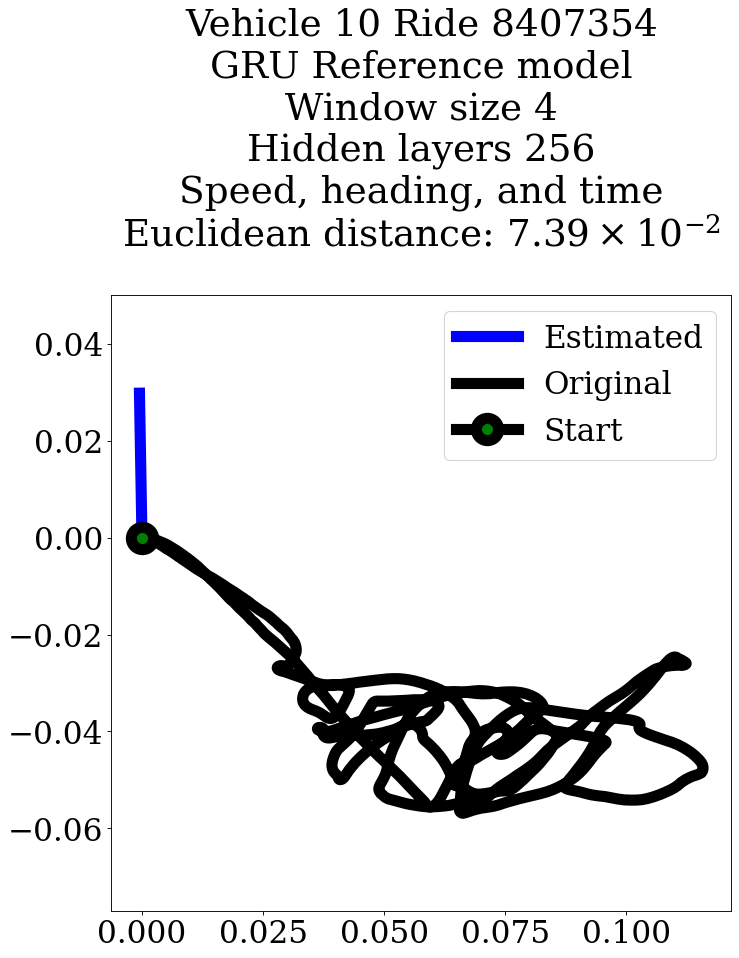 Vehicle 10 Ride 8407354
GRU Reference model
Window size 4
Hidden layers 256
Speed, heading, and time
Euclidean distance: 7.39 × 10⁻²
Estimated
Original
Start
0.04
0.02
0.00
−0.02
−0.04
−0.06
0.000 0.025 0.050 0.075 0.100